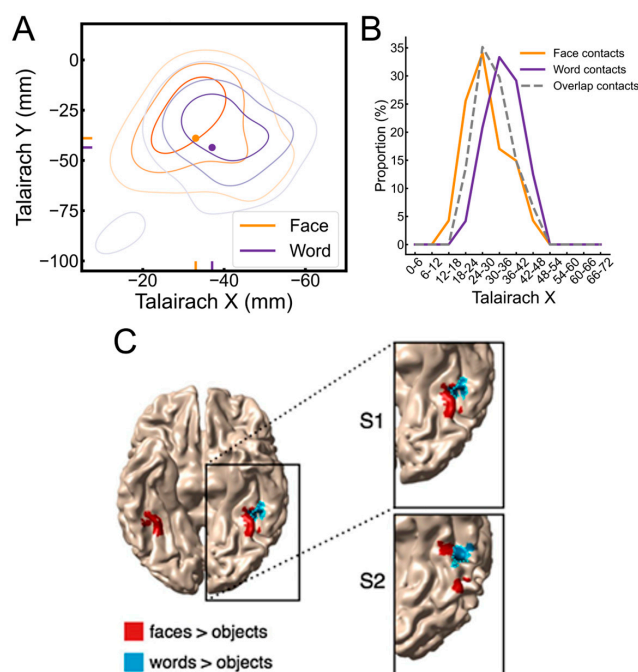 A
0
−25
−50
−75
−100
Talairach Y (mm)
Face
Word
−20
−40
−60
Talairach X (mm)
B
Face contacts
Word contacts
Overlap contacts
35
30
25
20
15
10
5
0
Proportion (%)
0-6
6-12
12-18
18-24
24-30
30-36
36-42
42-48
48-54
54-60
60-66
66-72
Talairach X
C
S1
S2
faces > objects
words > objects